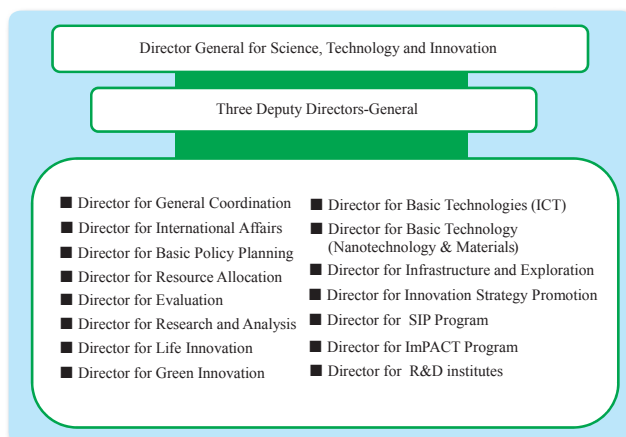 Director General for Science, Technology and Innovation
Three Deputy Directors-General
■ Director for General Coordination
■ Director for International Affairs
■ Director for Basic Policy Planning
■ Director for Resource Allocation
■ Director for Evaluation
■ Director for Research and Analysis
■ Director for Life Innovation
■ Director for Green Innovation
■ Director for Basic Technologies (ICT)
■ Director for Basic Technology
(Nanotechnology & Materials)
■ Director for Infrastructure and Exploration
■ Director for Innovation Strategy Promotion
■ Director for SIP Program
■ Director for ImPACT Program
■ Director for R&D institutes